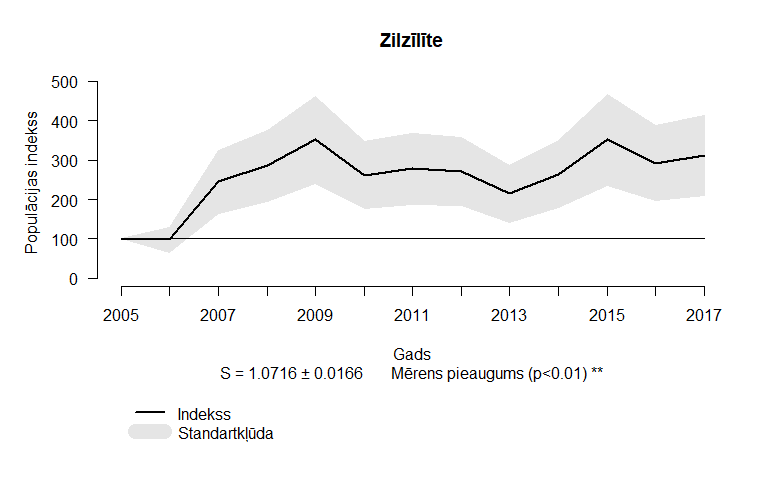 Zilzīlīte
Populācijas indekss
500
400
300
200
100
0
2005 2007 2009 2011 2013 2015 2017
Gads
S = 1.0716 ± 0.0166 Mērens pieaugums (p<0.01) **
Indekss
Standartkļūda